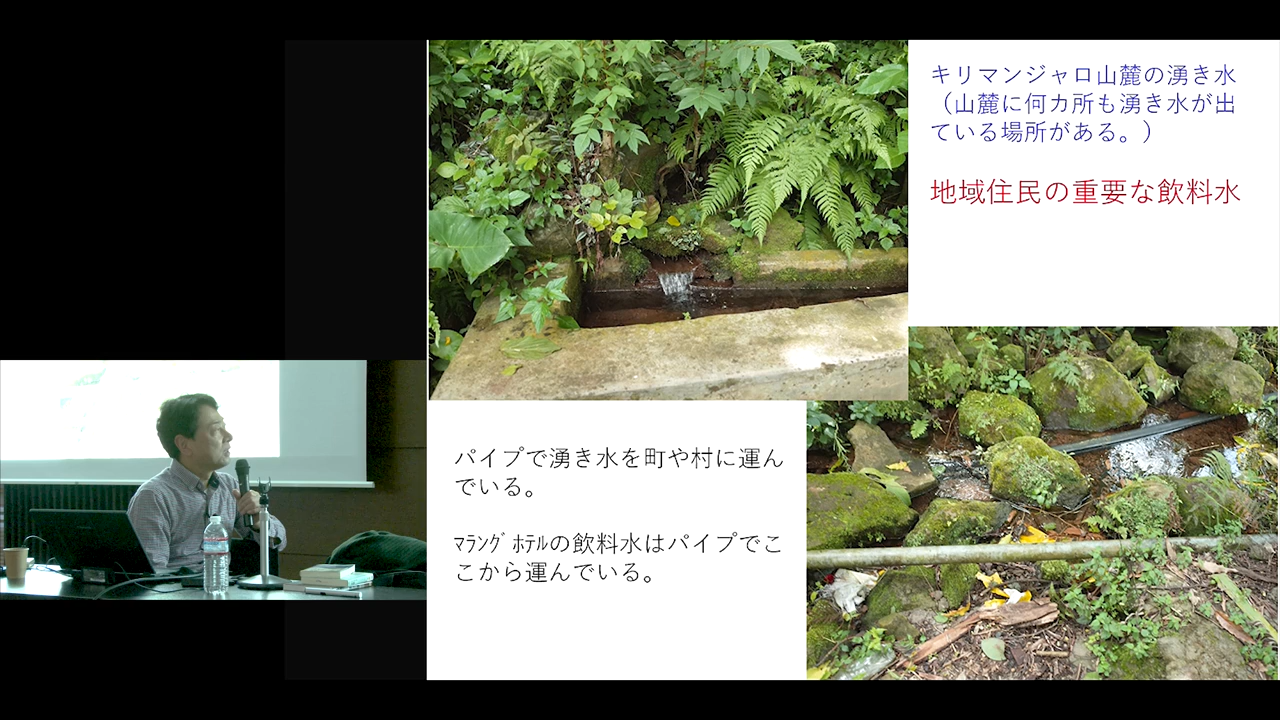 キリマンジャロ山麓の湧き水
（山麓に何カ所も湧き水が出
ている場所がある。）
地域住民の重要な飲料水
パイプで湧き水を町や村に運ん
でいる。
ﾏﾗﾝｸﾞﾎﾃﾙの飲料水はパイプでこ
こから運んでいる。